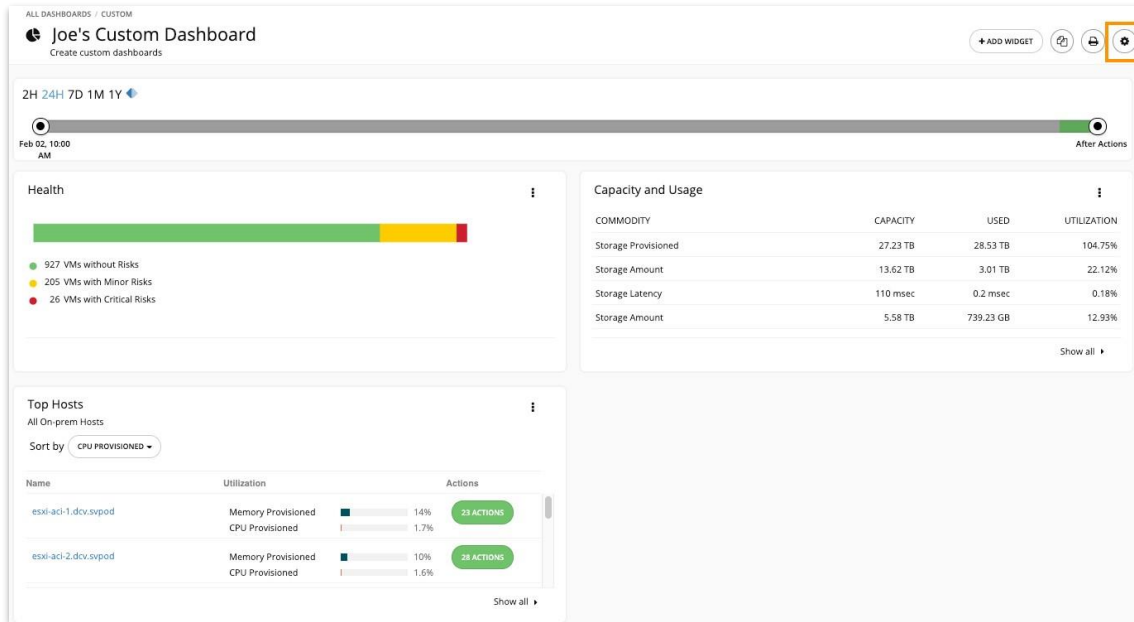 ALL DASHBOARDS / CUSTOM
Joe's Custom Dashboard
Create custom dashboards
+ ADD WIDGET
2H 24H 7D 1M 1Y
Feb 02, 10:00
AM
After Actions
Health
927 VMs without Risks
205 VMs with Minor Risks
26 VMs with Critical Risks
Capacity and Usage
COMMODITY CAPACITY USED UTILIZATION
Storage Provisioned 27.23 TB 28.53 TB 104.75%
Storage Amount 13.62 TB 3.01 TB 22.12%
Storage Latency 110 msec 0.2 msec 0.18%
Storage Amount 5.58 TB 739.23 GB 12.93%
Show all
Top Hosts
All On-prem Hosts
Sort by CPU PROVISIONED
Name Utilization Actions
esxi-aci-1.dcv.svpod Memory Provisioned 14% 23 ACTIONS
CPU Provisioned 1.7%
esxi-aci-2.dcv.svpod Memory Provisioned 10% 28 ACTIONS
CPU Provisioned 1.6%
Show all